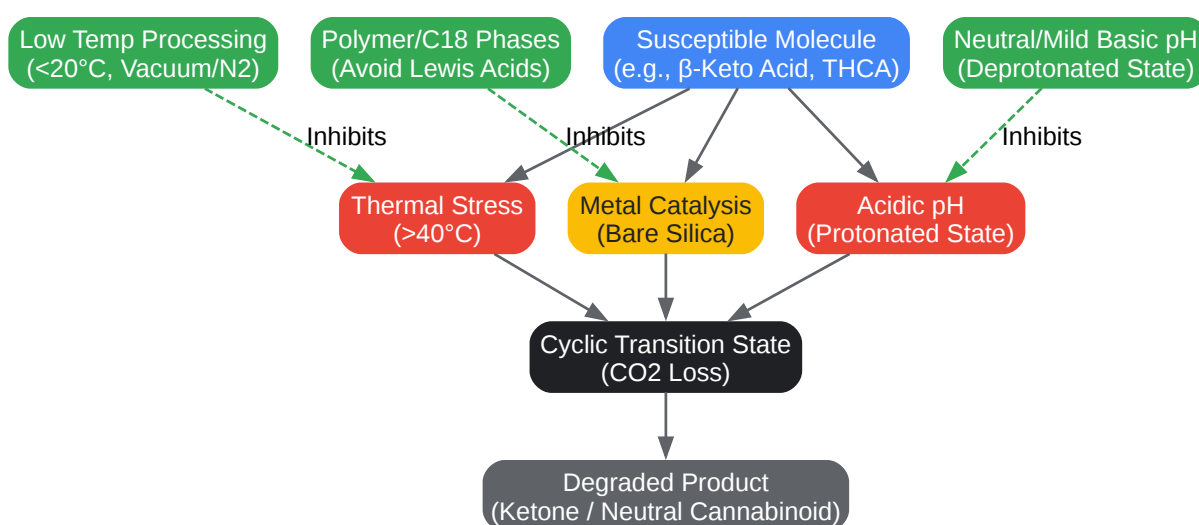 Low Temp Processing
(<20°C, Vacuum/N2)
Polymer/C18 Phases
(Avoid Lewis Acids)
Susceptible Molecule
(e.g., β-Keto Acid, THCA)
Neutral/Mild Basic pH
(Deprotonated State)
Inhibits
Inhibits
Inhibits
Thermal Stress
(>40°C)
Metal Catalysis
(Bare Silica)
Acidic pH
(Protonated State)
Cyclic Transition State
(CO2 Loss)
Degraded Product
(Ketone / Neutral Cannabinoid)